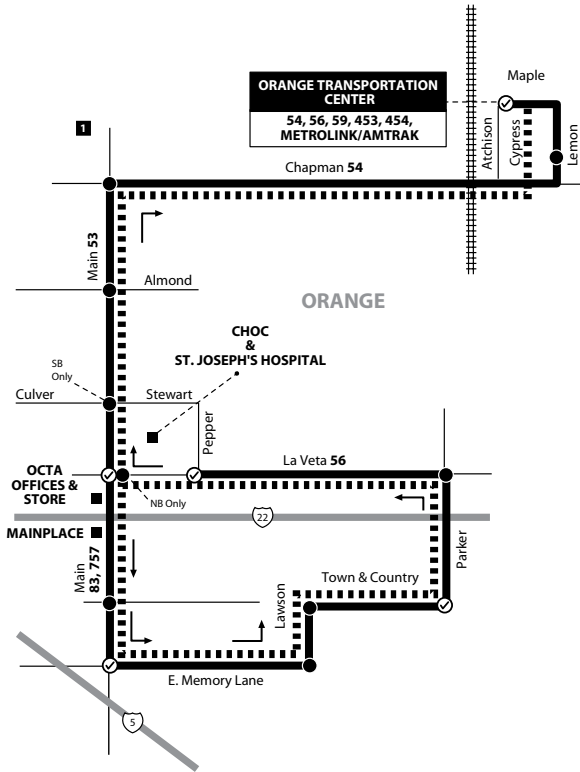 Maple
ORANGE TRANSPORTATION
CENTER
54, 56, 59, 453, 454,
METROLINK/AMTRAK
Atchison
Cypress
Lemon
1
Chapman 54
Main 53
Almond
ORANGE
CHOC
&
ST. JOSEPH'S HOSPITAL
SB
Only
Culver
Stewart
Pepper
La Veta 56
OCTA
OFFICES &
STORE
NB Only
22
MAINPLACE
Parker
Main
83, 757
Town & Country
Lawson
E. Memory Lane
5